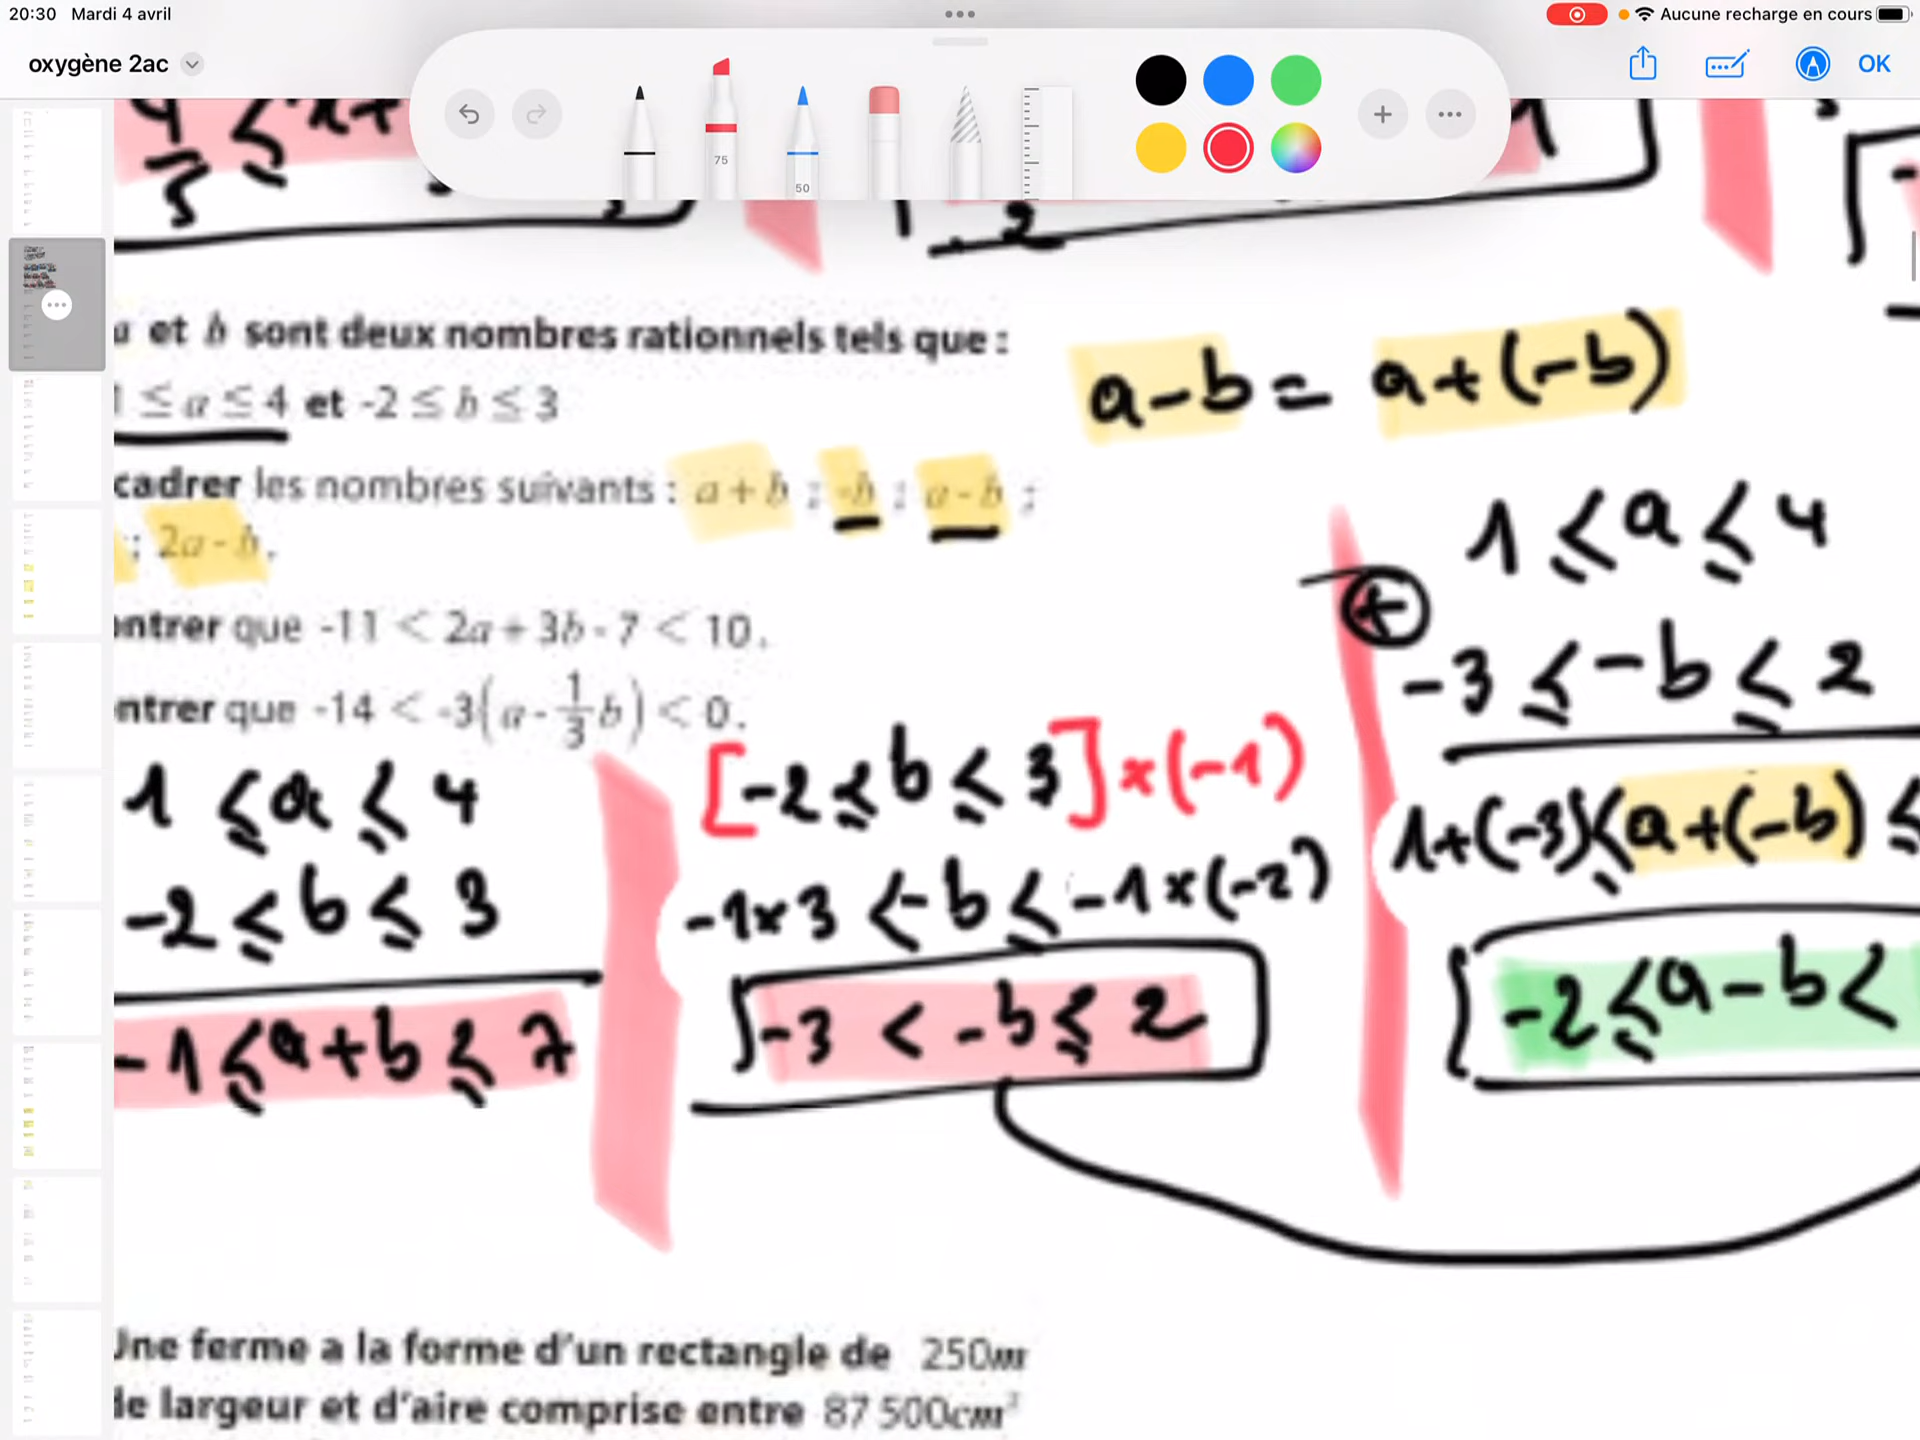 20:30 Mardi 4 avril
Aucune recharge en cours
oxygène 2ac
OK
75
50
a et b sont deux nombres rationnels tels que :
1 ≤ a ≤ 4 et -2 ≤ b ≤ 3
cadrer les nombres suivants : a + b ; -b ; a - b ;
; 2a - b.
ontrer que -11 < 2a + 3b - 7 < 10.
ntrer que -14 < -3(a - 1/3 b) < 0.
a-b = a+(-b)
1 ≤ a ≤ 4
-2 ≤ b ≤ 3
-1 ≤ a+b ≤ 7
[-2 ≤ b ≤ 3] × (-1)
-1×3 < -b ≤ -1×(-2)
-3 < -b ≤ 2
1 ≤ a ≤ 4
+
-3 ≤ -b ≤ 2
1+(-3) ≤ a+(-b) ≤
-2 ≤ a-b <
Une ferme a la forme d'un rectangle de 250m
de largeur et d'aire comprise entre 87 500cm²